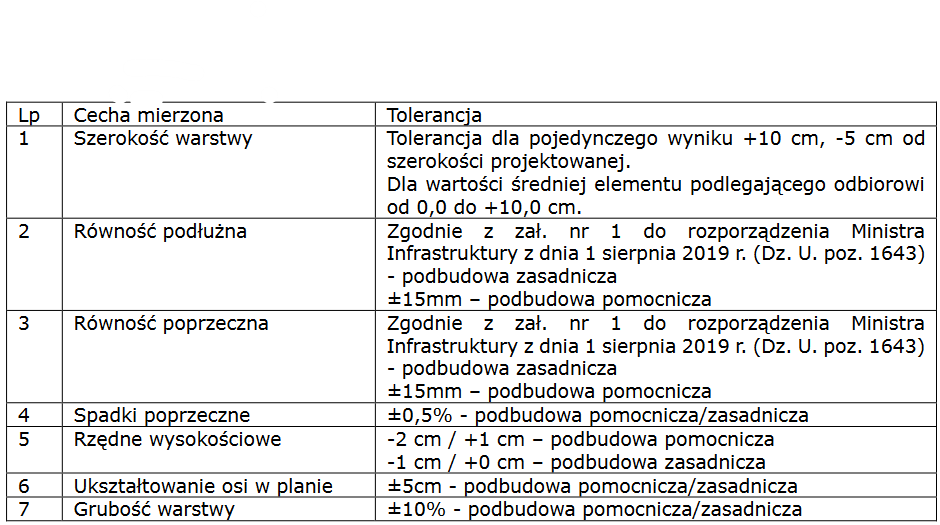 Lp Cecha mierzona Tolerancja
1 Szerokość warstwy Tolerancja dla pojedynczego wyniku +10 cm, -5 cm od
szerokości projektowanej.
Dla wartości średniej elementu podlegającego odbiorowi
od 0,0 do +10,0 cm.
2 Równość podłużna Zgodnie z zał. nr 1 do rozporządzenia Ministra
Infrastruktury z dnia 1 sierpnia 2019 r. (Dz. U. poz. 1643)
- podbudowa zasadnicza
±15mm – podbudowa pomocnicza
3 Równość poprzeczna Zgodnie z zał. nr 1 do rozporządzenia Ministra
Infrastruktury z dnia 1 sierpnia 2019 r. (Dz. U. poz. 1643)
- podbudowa zasadnicza
±15mm – podbudowa pomocnicza
4 Spadki poprzeczne ±0,5% - podbudowa pomocnicza/zasadnicza
5 Rzędne wysokościowe -2 cm / +1 cm – podbudowa pomocnicza
-1 cm / +0 cm – podbudowa zasadnicza
6 Ukształtowanie osi w planie ±5cm - podbudowa pomocnicza/zasadnicza
7 Grubość warstwy ±10% - podbudowa pomocnicza/zasadnicza